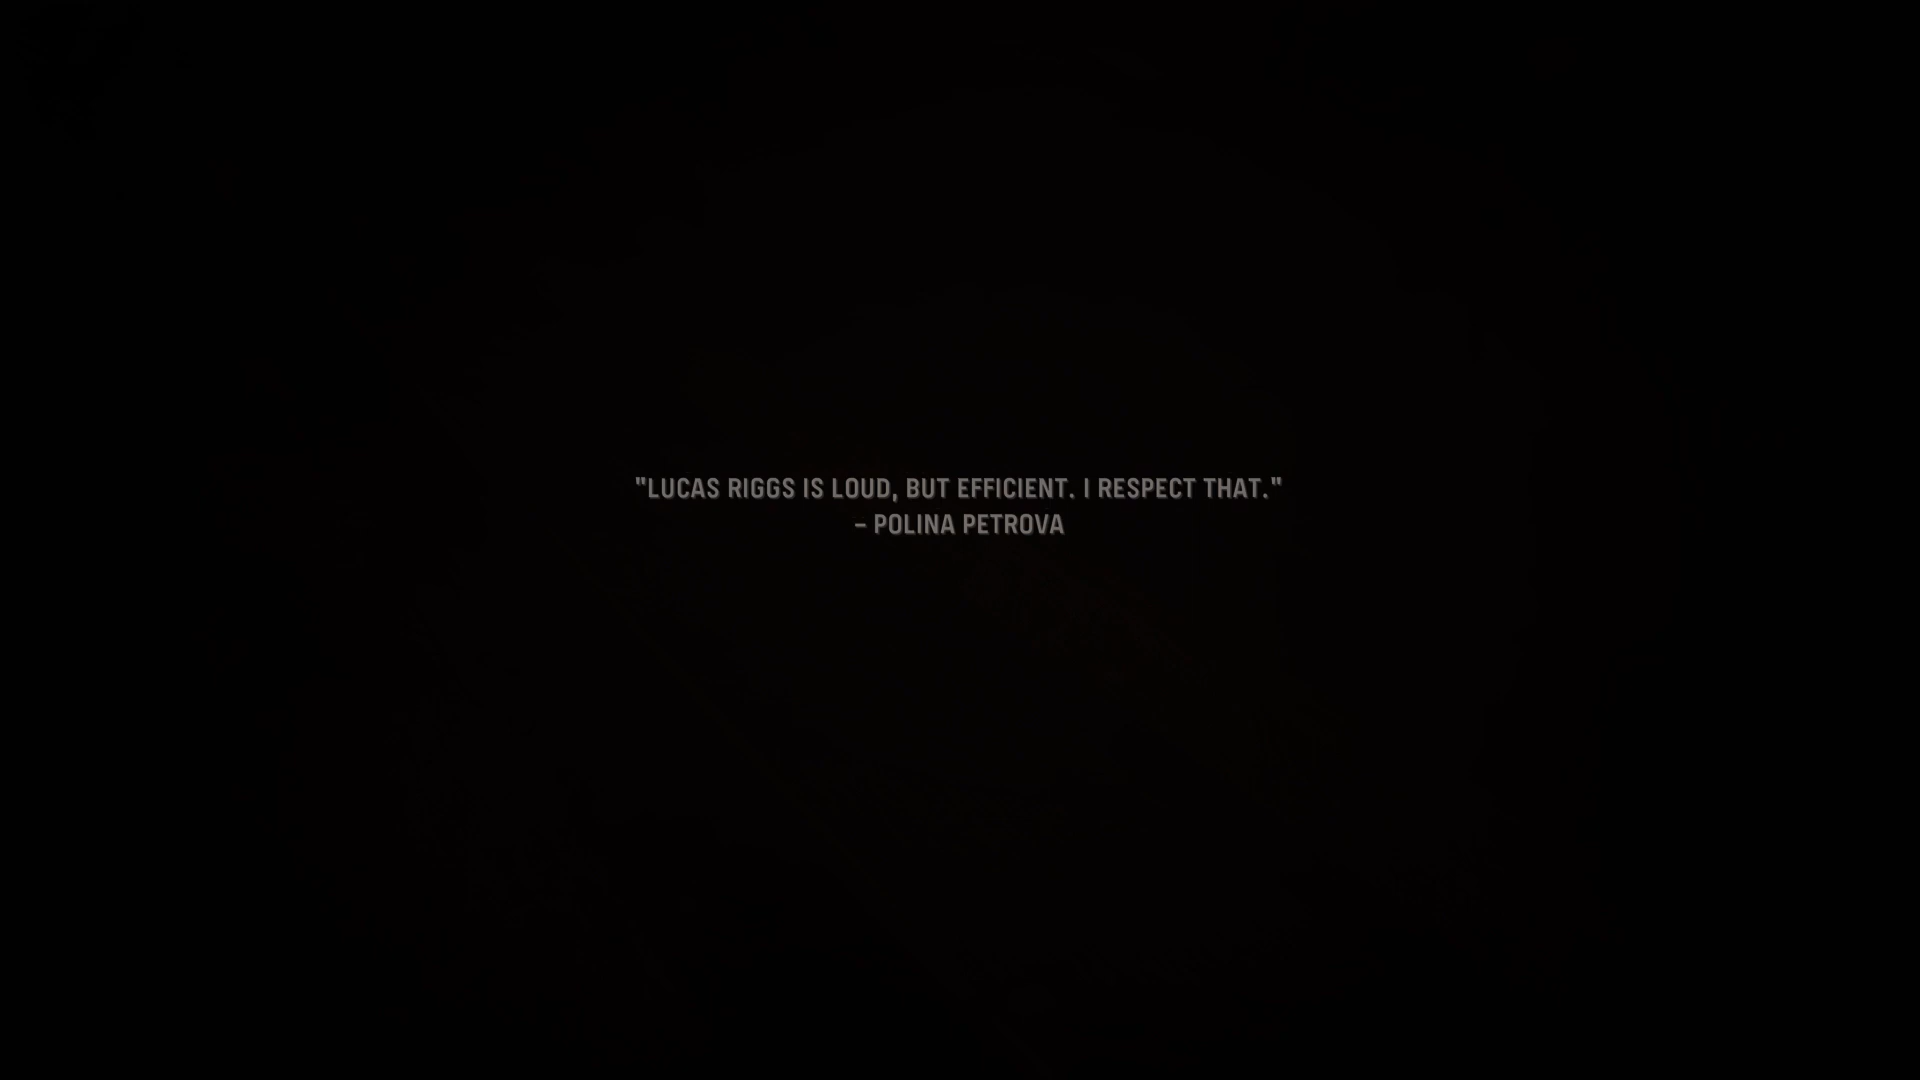 "LUCAS RIGGS IS LOUD, BUT EFFICIENT. I RESPECT THAT."
– POLINA PETROVA